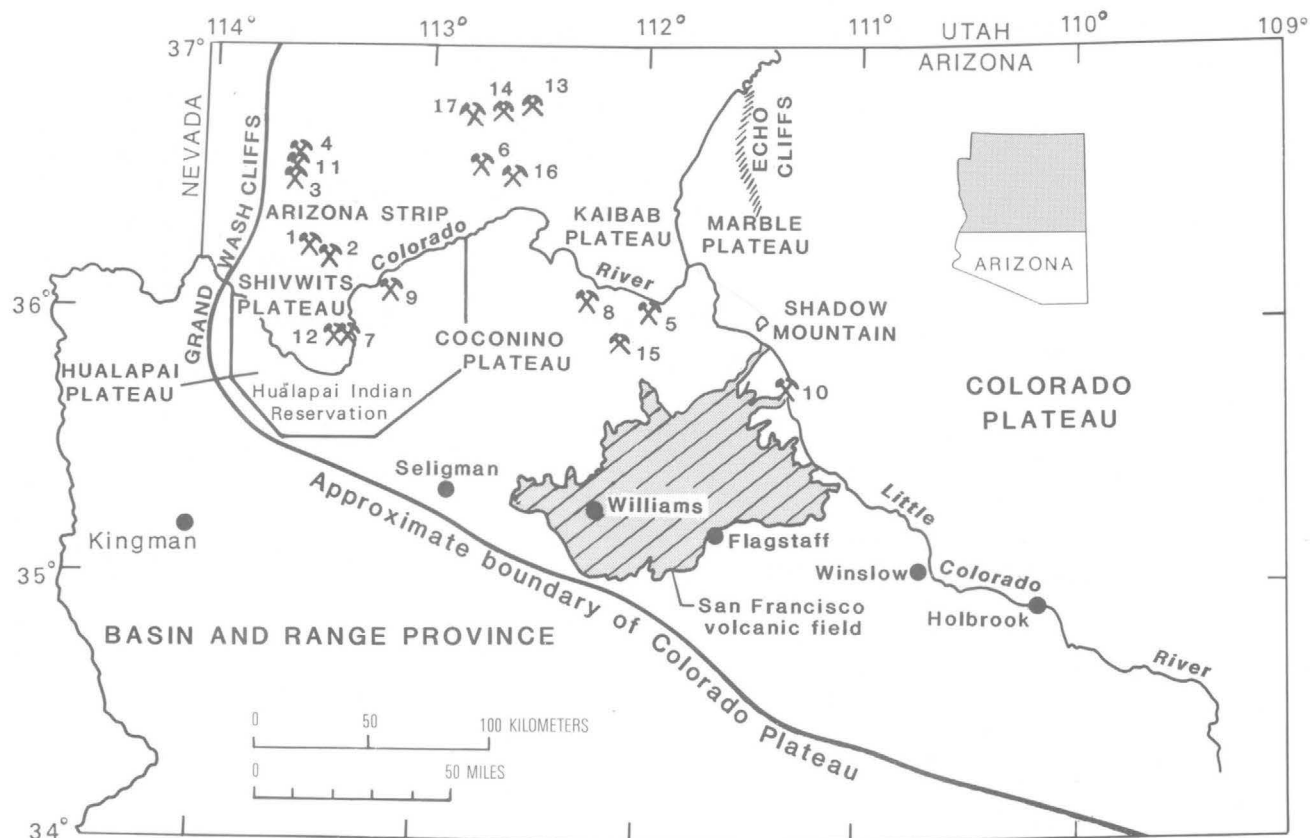 114° 113° 112° 111° 110° 109°
37°
UTAH
ARIZONA
NEVADA
GRAND WASH CLIFFS
17 14 13
4
11
3
6
16
ECHO CLIFFS
ARIZONA STRIP
KAIBAB
PLATEAU
MARBLE
PLATEAU
ARIZONA
1 2
Colorado
River
36°
SHIVWITS
PLATEAU
9
8 5
SHADOW
MOUNTAIN
12 7
15
COCONINO
PLATEAU
HUALAPAI
PLATEAU
Hualapai Indian
Reservation
10
COLORADO
PLATEAU
Seligman
Williams
Kingman
Flagstaff
Little
Colorado
River
Winslow
Holbrook
35°
San Francisco
volcanic field
Approximate boundary of Colorado Plateau
BASIN AND RANGE PROVINCE
0 50 100 KILOMETERS
0 50 MILES
34°